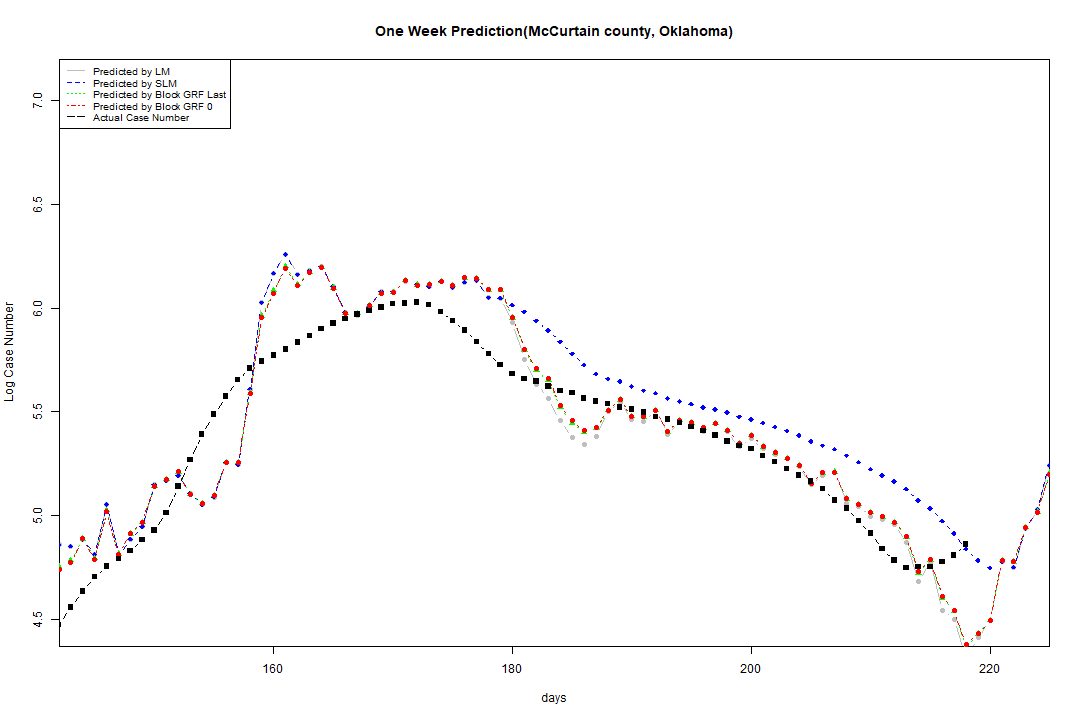 One Week Prediction(McCurtain county, Oklahoma)
Predicted by LM
Predicted by SLM
Predicted by Block GRF Last
Predicted by Block GRF 0
Actual Case Number
7.0
6.5
6.0
5.5
5.0
4.5
Log Case Number
160 180 200 220
days